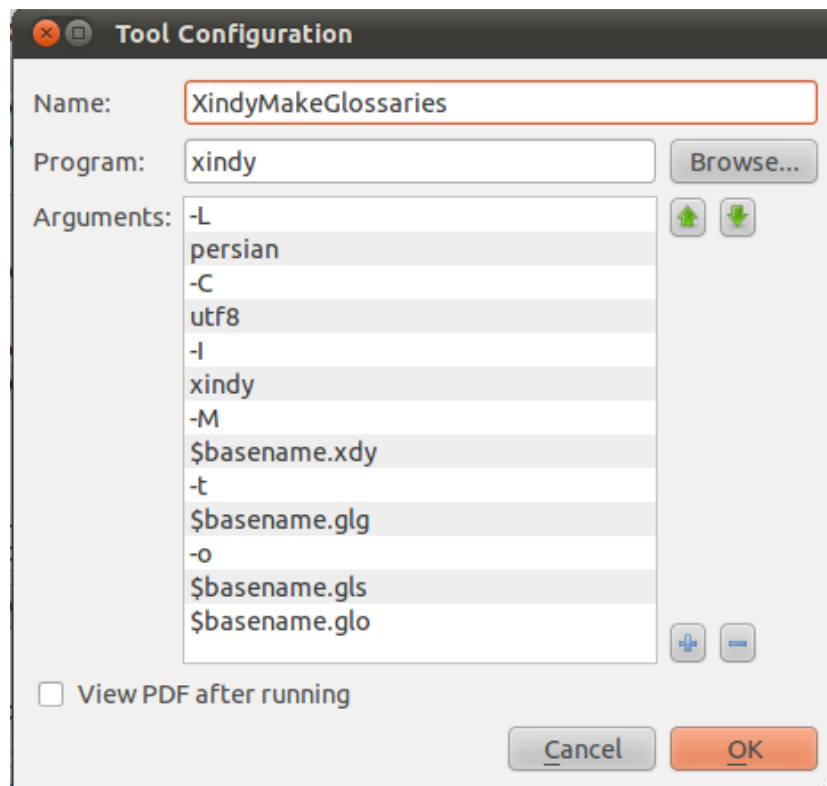 Tool Configuration
Name: XindyMakeGlossaries
Program: xindy Browse...
Arguments: -L
persian
-C
utf8
-I
xindy
-M
$basename.xdy
-t
$basename.glg
-o
$basename.gls
$basename.glo
View PDF after running
Cancel OK